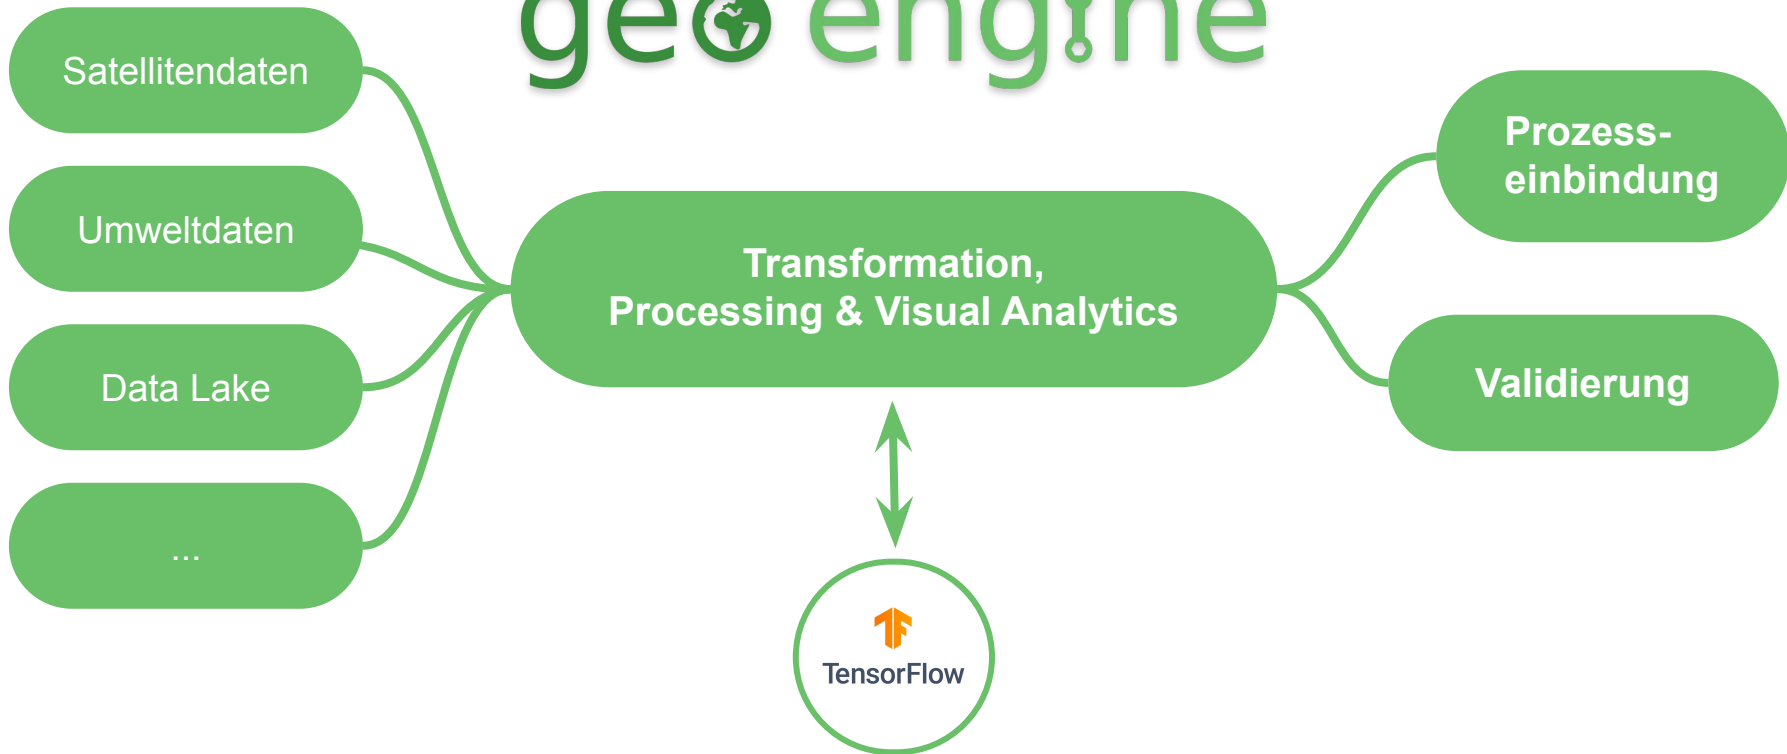 geo engine
Satellitendaten
Umweltdaten
Data Lake
...
Transformation,
Processing & Visual Analytics
TensorFlow
Prozess-
einbindung
Validierung